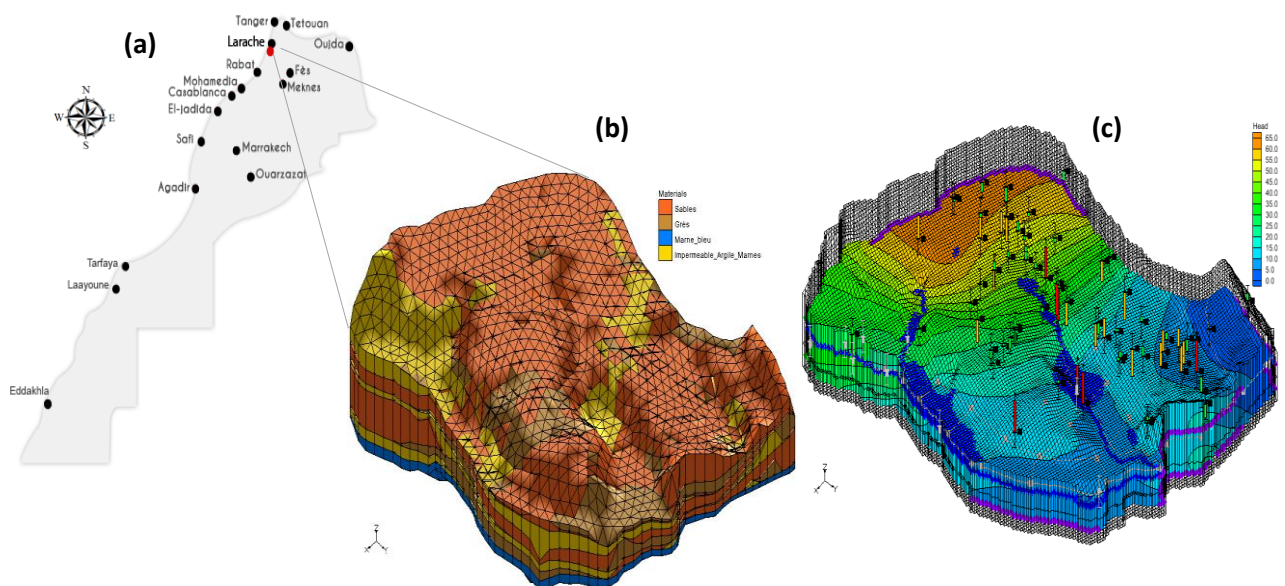 (a)
Tanger
Tetouan
Larache
Oujda
Rabat
Fès
Mohamedia
Meknes
Casablanca
El-jadida
Safi
Marrakech
Ouarzazat
Agadir
Tarfaya
Laayoune
Eddakhla
N
W E
S
(b)
Materials
Sables
Grès
Marne_bleu
Impermeable_Argile_Marnes
Z
X Y
(c)
Head
65.0
60.0
55.0
50.0
45.0
40.0
35.0
30.0
25.0
20.0
15.0
10.0
5.0
0.0
Z
X Y